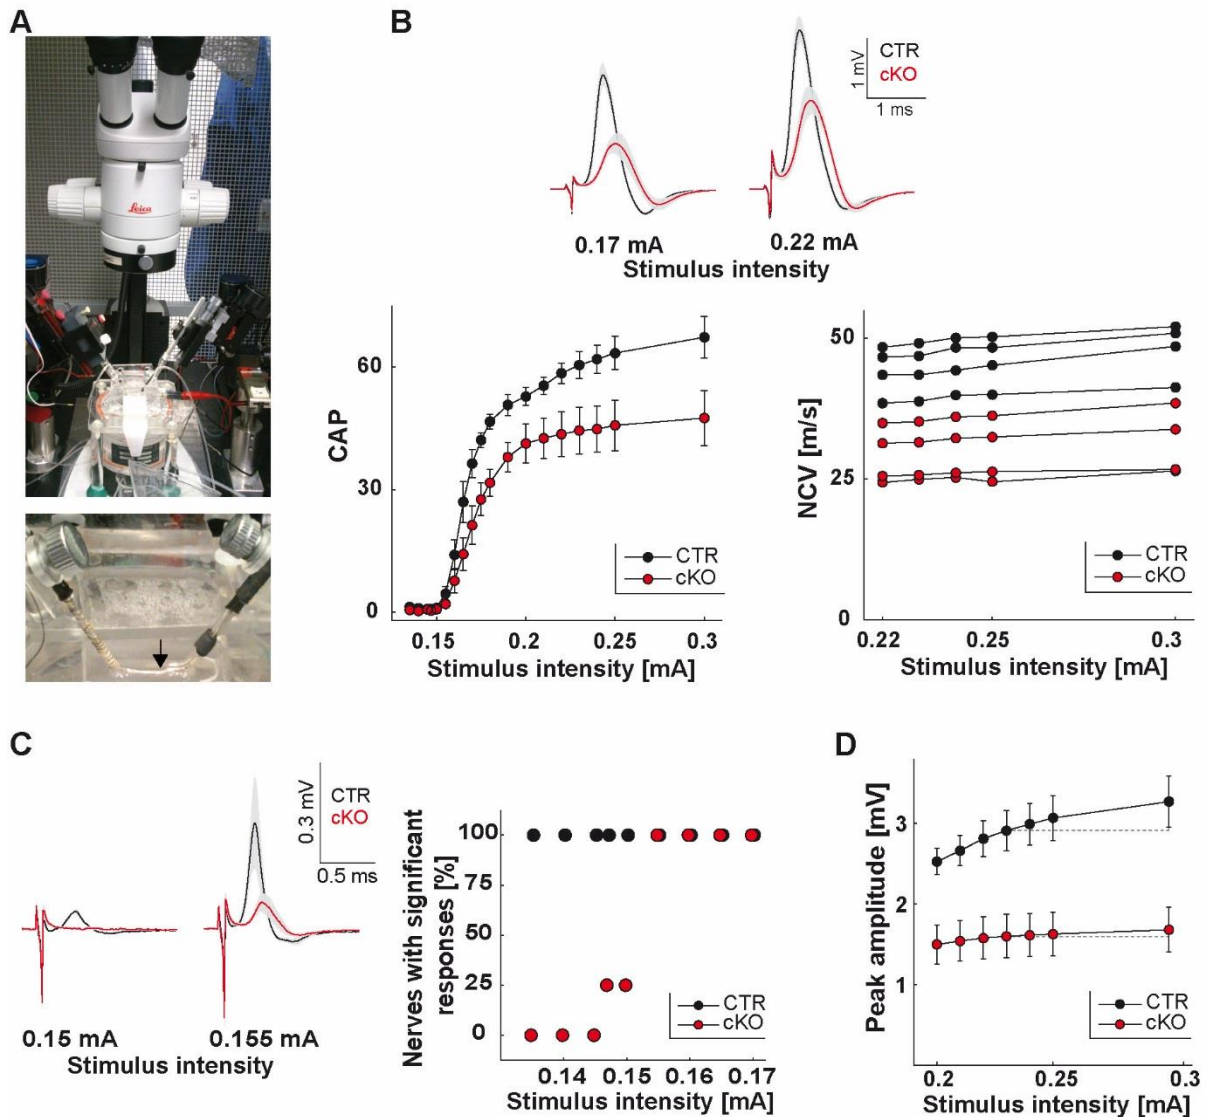 A
Leica
B
CTR
cKO
1 mV
1 ms
0.17 mA
0.22 mA
Stimulus intensity
CAP
60
30
0
0.15
0.2
0.25
0.3
Stimulus intensity [mA]
CTR
cKO
NCV [m/s]
50
25
0
0.22
0.25
0.3
Stimulus intensity [mA]
CTR
cKO
C
0.3 mV
CTR
cKO
0.5 ms
0.15 mA
0.155 mA
Stimulus intensity
Nerves with significant
responses [%]
100
75
50
25
0
0.14
0.15
0.16
0.17
Stimulus intensity [mA]
CTR
cKO
D
Peak amplitude [mV]
3
2
1
0.2
0.25
0.3
Stimulus intensity [mA]
CTR
cKO